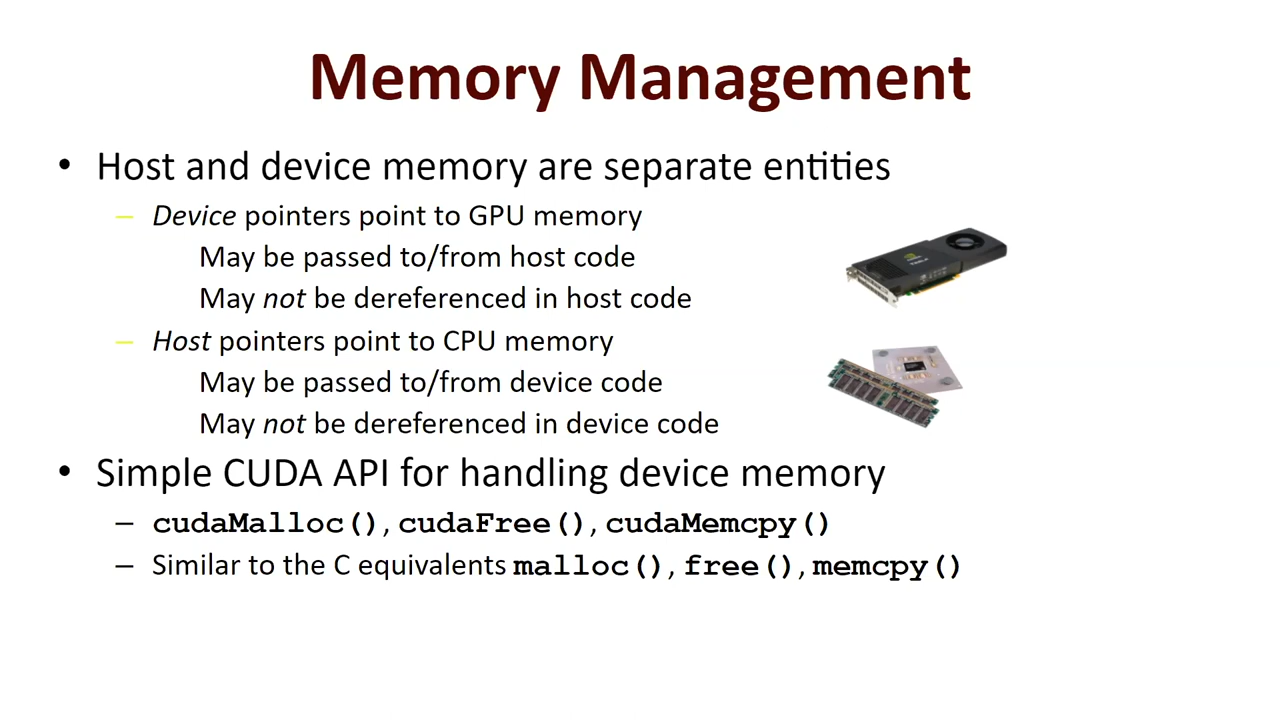 Memory Management
• Host and device memory are separate entities
– Device pointers point to GPU memory
May be passed to/from host code
May not be dereferenced in host code
– Host pointers point to CPU memory
May be passed to/from device code
May not be dereferenced in device code
• Simple CUDA API for handling device memory
– cudaMalloc(), cudaFree(), cudaMemcpy()
– Similar to the C equivalents malloc(), free(), memcpy()